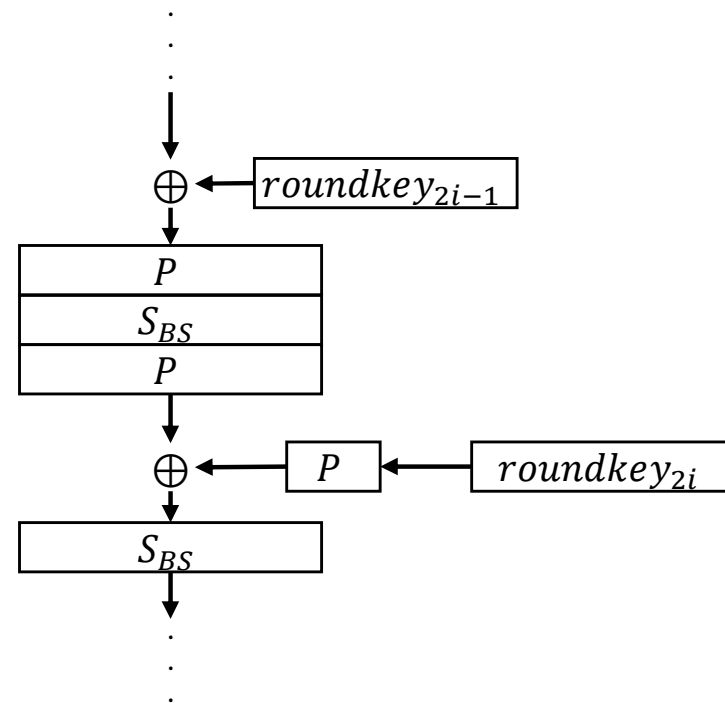 ⊕ roundkey_{2i−1}
P
S_{BS}
P
⊕ P roundkey_{2i}
S_{BS}